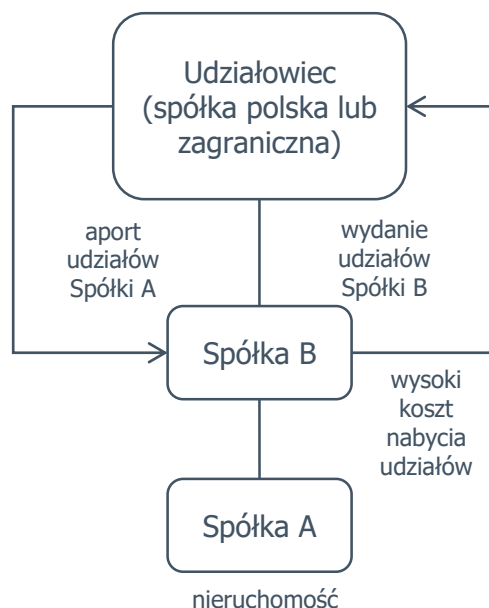 Udziałowiec
(spółka polska lub
zagraniczna)
aport
udziałów
Spółki A
wydanie
udziałów
Spółki B
Spółka B
wysoki
koszt
nabycia
udziałów
Spółka A
nieruchomość